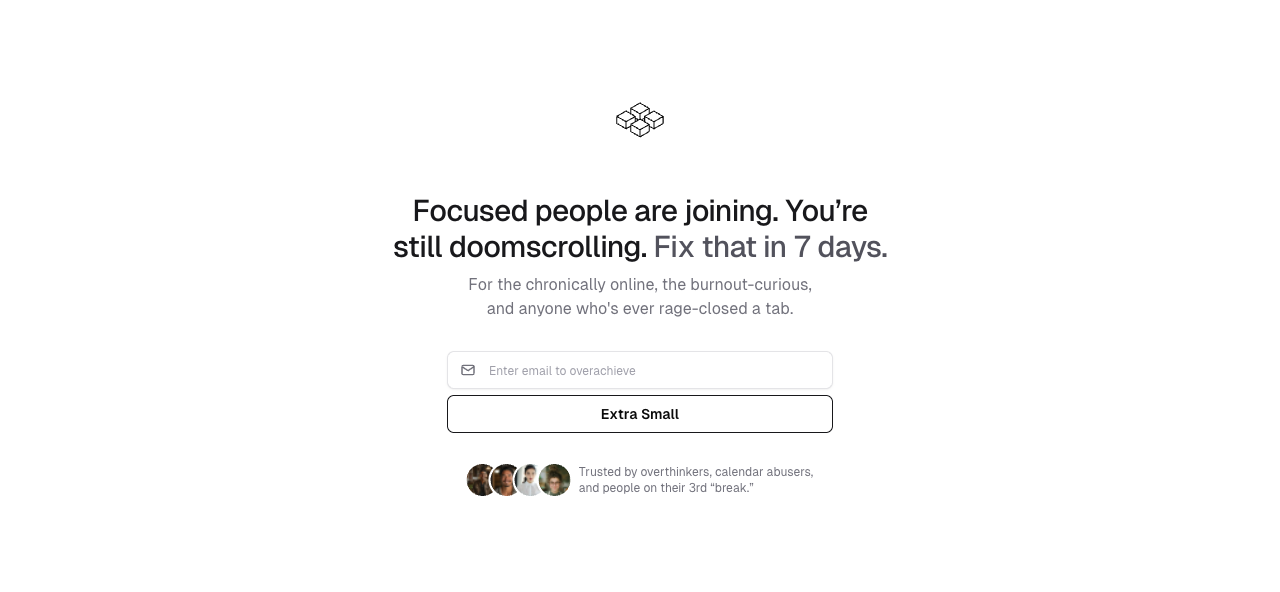 Focused people are joining. You’re
still doomscrolling. Fix that in 7 days.
For the chronically online, the burnout-curious,
and anyone who's ever rage-closed a tab.
Enter email to overachieve
Extra Small
Trusted by overthinkers, calendar abusers,
and people on their 3rd “break.”